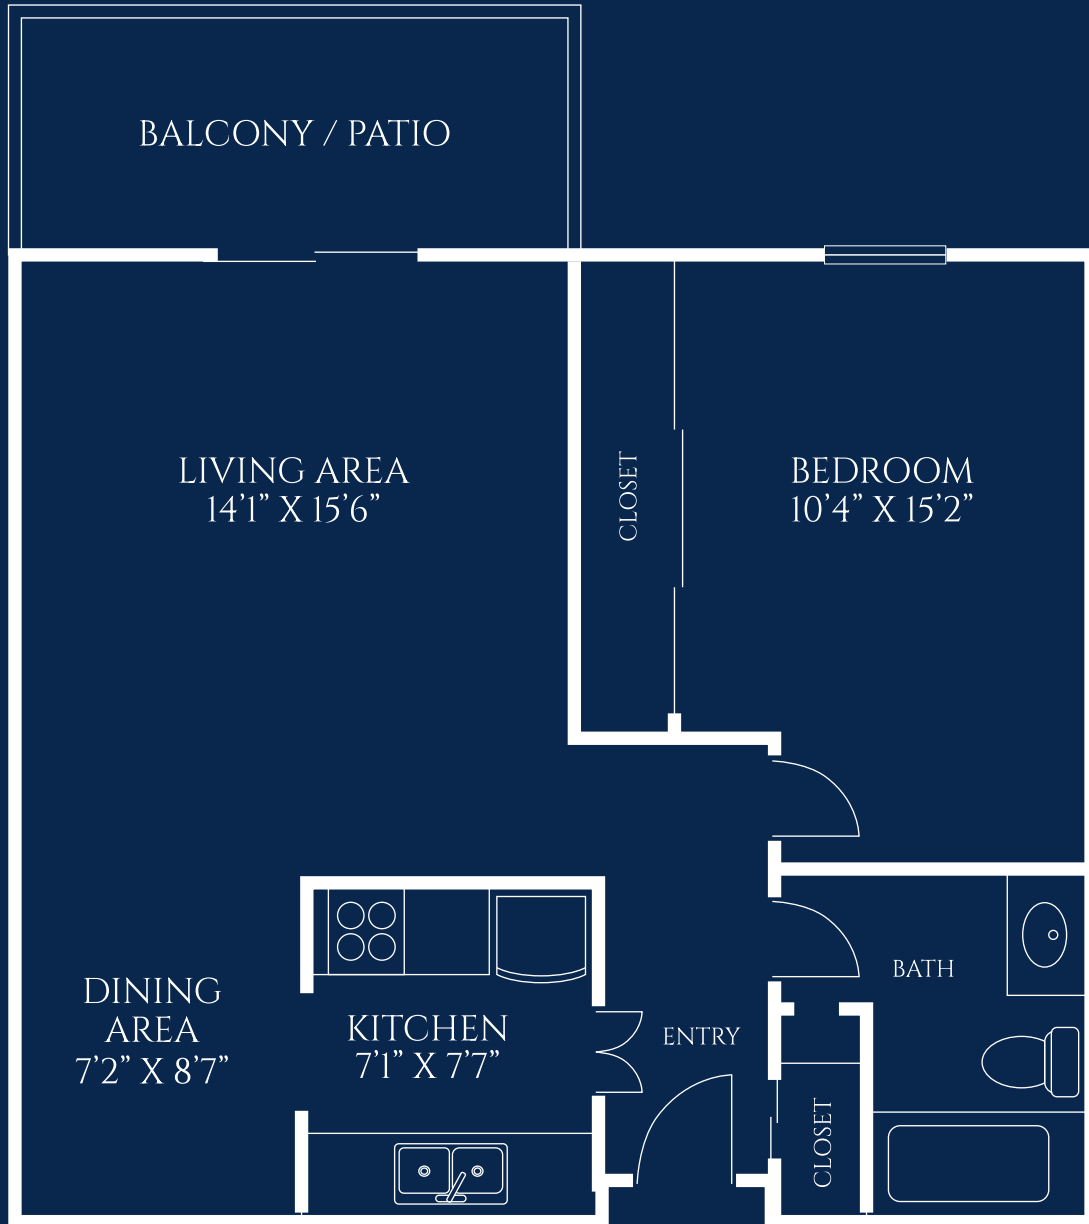 BALCONY / PATIO
LIVING AREA
14’1” X 15’6”
CLOSET
BEDROOM
10’4” X 15’2”
DINING
AREA
7’2” X 8’7”
KITCHEN
7’1” X 7’7”
ENTRY
BATH
CLOSET